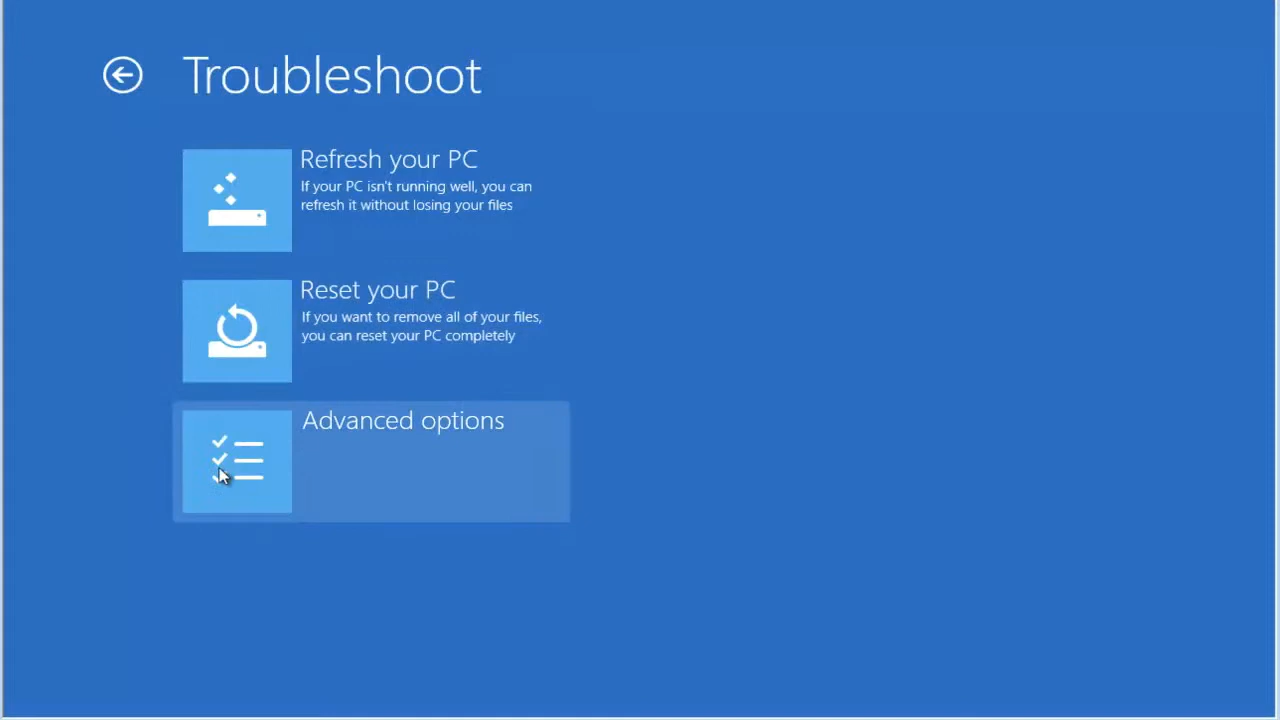 Troubleshoot
Refresh your PC
If your PC isn't running well, you can
refresh it without losing your files
Reset your PC
If you want to remove all of your files,
you can reset your PC completely
Advanced options